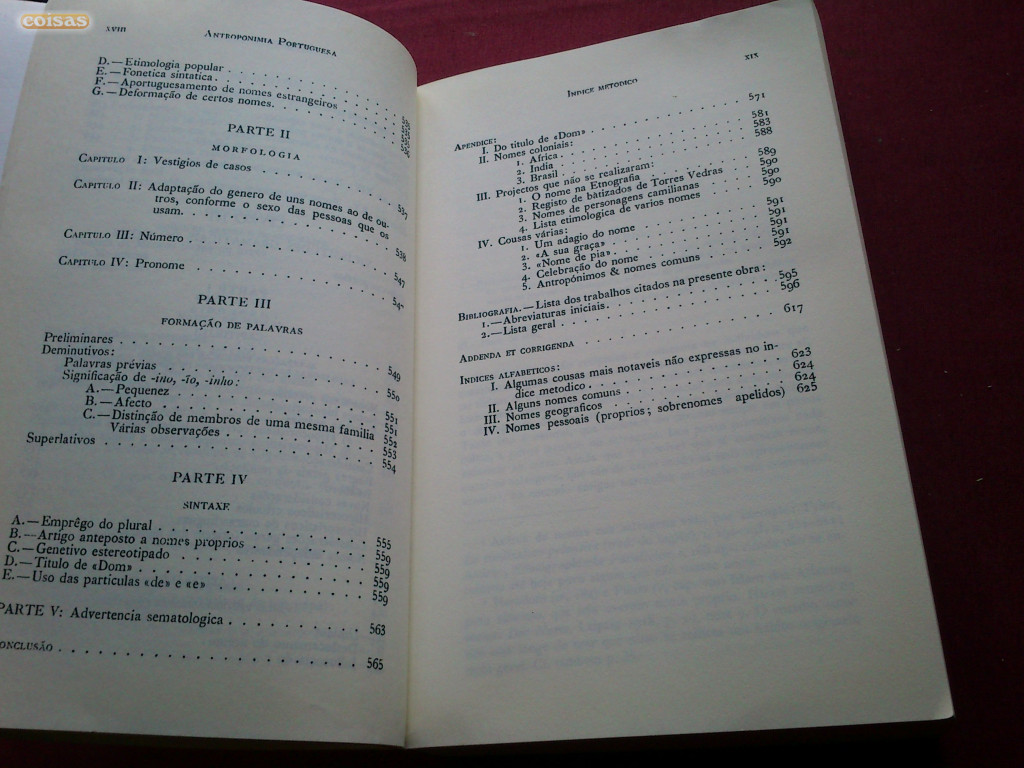 coisas
XVIII
ANTROPONIMIA PORTUGUESA
D.—Etimologia popular
E.—Fonetica sintatica
F.—Aportuguesamento de nomes estrangeiros
G.—Deformação de certos nomes.
PARTE II
MORFOLOGIA
CAPITULO I: Vestigios de casos
CAPITULO II: Adaptação do genero de uns nomes ao de ou-
tros, conforme o sexo das pessoas que os
usam. 537
CAPITULO III: Número 538
CAPITULO IV: Pronome 547
547
PARTE III
FORMAÇÃO DE PALAVRAS
Preliminares
Deminutivos:
Palavras prévias 549
Significação de -ito, -ĩo, -inho: 550
A.—Pequenez
B.—Afecto 551
C.—Distinção de membros de uma mesma familia 551
Várias observações 552
Superlativos 553
554
PARTE IV
SINTAXE
A.—Emprêgo do plural 555
B.—Artigo anteposto a nomes proprios 559
C.—Genetivo estereotipado 559
D.—Titulo de «Dom» 559
E.—Uso das particulas «de» e «e» 559
PARTE V: Advertencia sematologica 563
ONCLUSÃO 565
XIX
INDICE METODICO
APENDICE: 571
I. Do titulo de «Dom»
II. Nomes coloniais: 581
1. Africa 583
2. India 588
3. Brasil
III. Projectos que não se realizaram: 589
1. O nome na Etnografia 590
2. Registo de bàtizados de Torres Vedras 590
3. Nomes de personagens camilianas 590
4. Lista etimologica de varios nomes
IV. Cousas várias: 591
1. Um adagio do nome 591
2. «A sua graça» 591
3. «Nome de pia» 591
4. Celebração do nome 592
5. Antropónimos & nomes comuns
BIBLIOGRAFIA.—Lista dos trabalhos citados na presente obra:
1.—Abreviaturas iniciais 595
2.—Lista geral 596
ADDENDA ET CORRIGENDA 617
INDICES ALFABETICOS:
I. Algumas cousas mais notaveis não expressas no in-
dice metodico 623
II. Alguns nomes comuns 624
III. Nomes geograficos 624
IV. Nomes pessoais (proprios; sobrenomes apelidos) 625